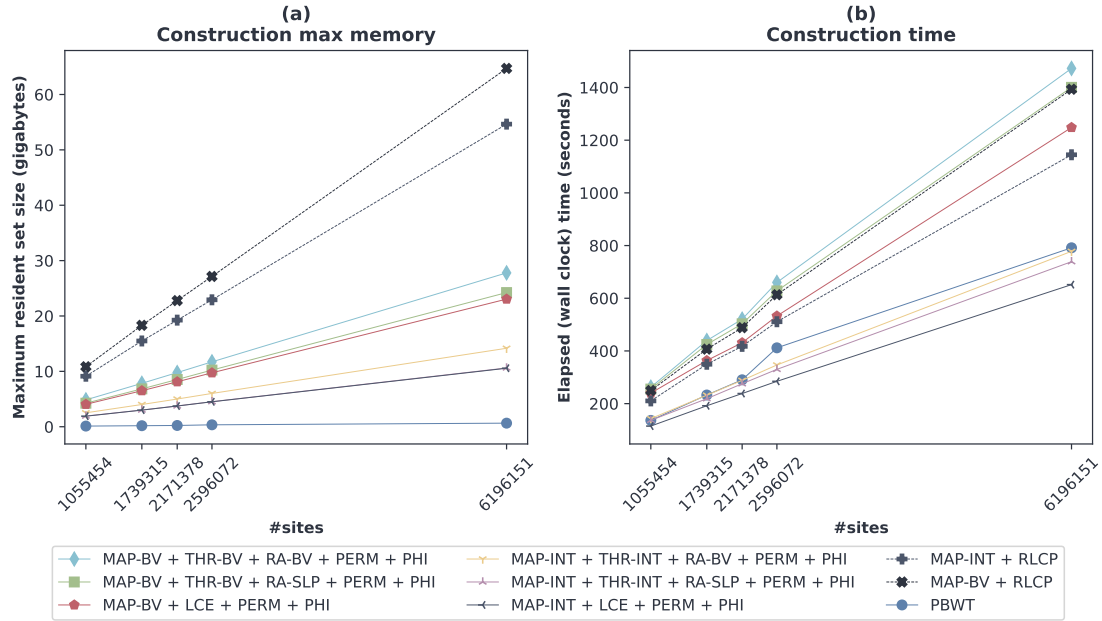 (a)
Construction max memory
Maximum resident set size (gigabytes)
60
50
40
30
20
10
0
1055454
1739315
2171378
2596072
6196151
#sites
(b)
Construction time
Elapsed (wall clock) time (seconds)
1400
1200
1000
800
600
400
200
1055454
1739315
2171378
2596072
6196151
#sites
MAP-BV + THR-BV + RA-BV + PERM + PHI
MAP-BV + THR-BV + RA-SLP + PERM + PHI
MAP-BV + LCE + PERM + PHI
MAP-INT + THR-INT + RA-BV + PERM + PHI
MAP-INT + THR-INT + RA-SLP + PERM + PHI
MAP-INT + LCE + PERM + PHI
MAP-INT + RLCP
MAP-BV + RLCP
PBWT